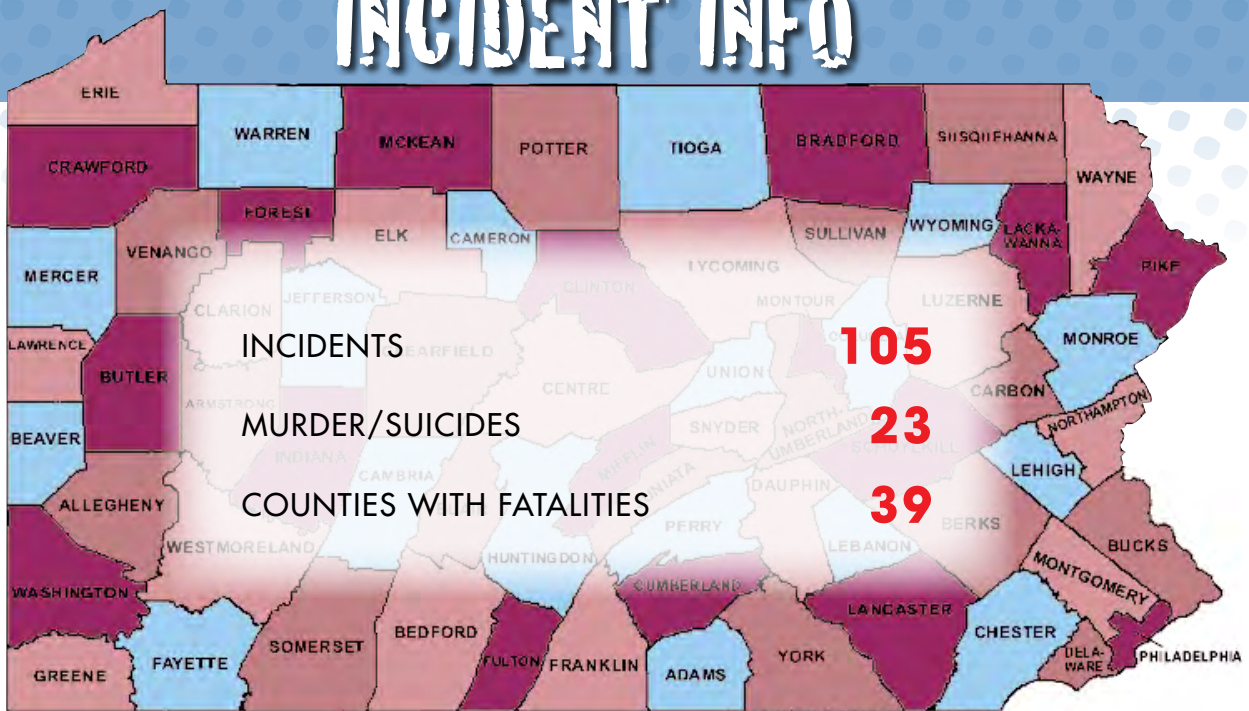 INCIDENT INFO
ERIE
WARREN
MCKEAN
POTTER
TIOGA
BRADFORD
SUSQUEHANNA
CRAWFORD
WAYNE
FOREST
VENANGO
ELK
CAMERON
SULLIVAN
WYOMING
LACKA-
WANNA
MERCER
LYCOMING
PIKE
CLARION
JEFFERSON
CLINTON
MONTOUR
LUZERNE
LAWRENCE
INCIDENTS 105
EARFIELD
MONROE
BUTLER
CENTRE
UNION
CARBON
ARMSTRONG
NORTHAMPTON
BEAVER
MURDER/SUICIDES 23
SNYDER
NORTH-
UMBERLAND
SCHUYLKILL
INDIANA
MIFFLIN
LEHIGH
CAMBRIA
NIATA
DAUPHIN
ALLEGHENY
COUNTIES WITH FATALITIES 39
PERRY
BERKS
WESTMORELAND
HUNTINGDON
LEBANON
BUCKS
WASHINGTON
CUMBERLAND
MONTGOMERY
LANCASTER
SOMERSET
BEDFORD
CHESTER
GREENE
FAYETTE
FULTON
FRANKLIN
ADAMS
YORK
DELA-
WARE
PHILADELPHIA